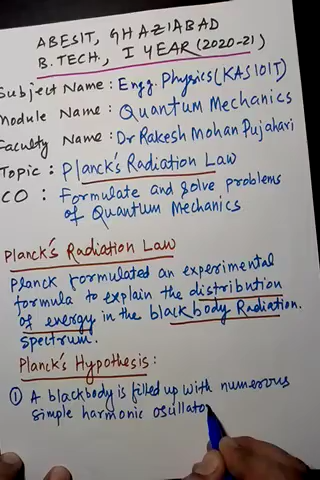 ABESIT, GHAZIABAD
B.TECH., I YEAR (2020-21)
Subject Name: Engg. Physics (KAS101T)
Module Name: Quantum Mechanics
Faculty Name: Dr Rakesh Mohan Pujahari
Topic: Planck's Radiation Law
CO: Formulate and solve problems
of Quantum Mechanics
Planck's Radiation Law
Planck formulated an experimental
formula to explain the distribution
of energy in the blackbody Radiation.
Spectrum.
Planck's Hypothesis:
① A blackbody is filled up with numerous
simple harmonic oscillato